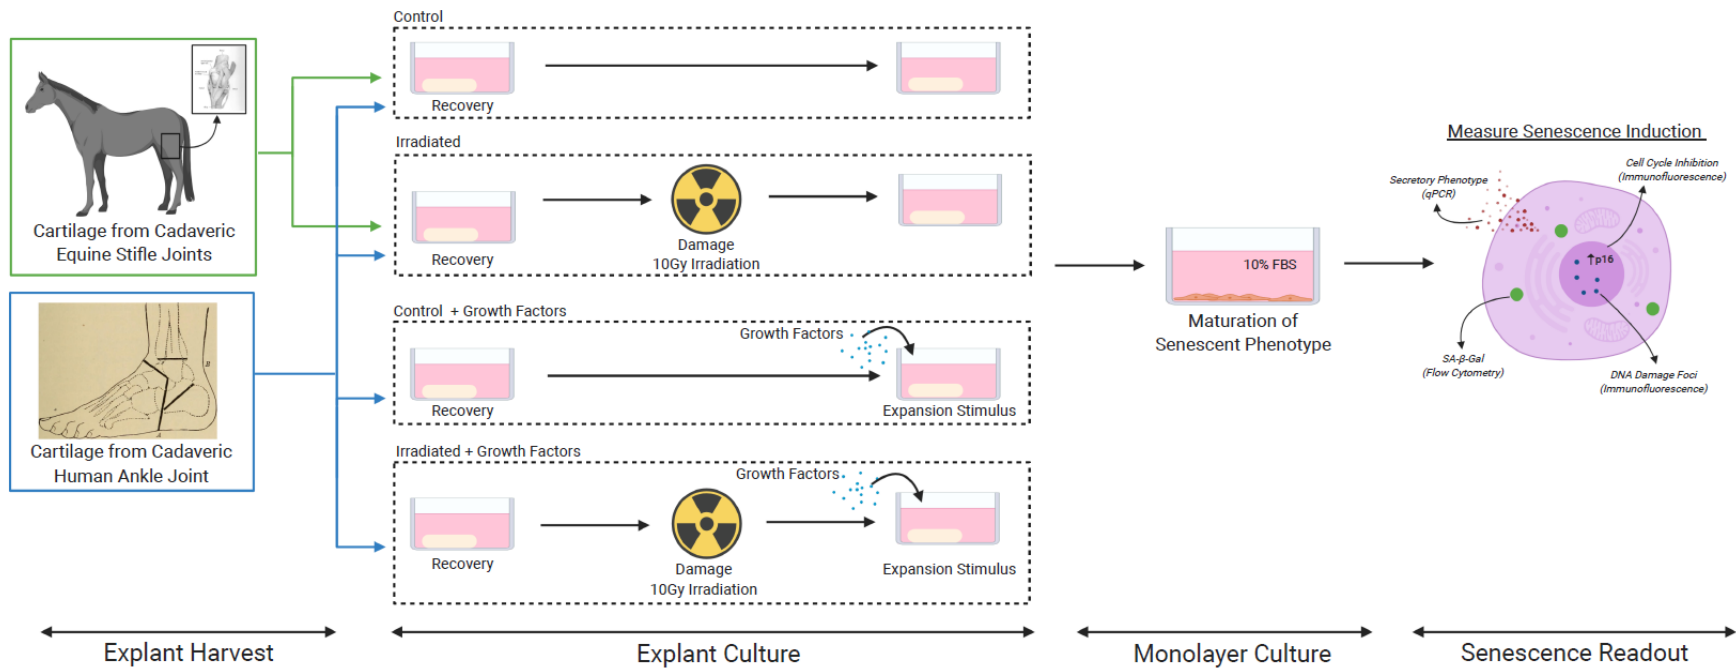 Cartilage from Cadaveric
Equine Stifle Joints
Cartilage from Cadaveric
Human Ankle Joint
Explant Harvest
Control
Recovery
Irradiated
Recovery
Damage
10Gy Irradiation
Control + Growth Factors
Growth Factors
Recovery
Expansion Stimulus
Irradiated + Growth Factors
Growth Factors
Recovery
Damage
10Gy Irradiation
Expansion Stimulus
Explant Culture
10% FBS
Maturation of
Senescent Phenotype
Monolayer Culture
Measure Senescence Induction
Cell Cycle Inhibition
(Immunofluorescence)
Secretory Phenotype
(qPCR)
↑p16
SA-β-Gal
(Flow Cytometry)
DNA Damage Foci
(Immunofluorescence)
Senescence Readout